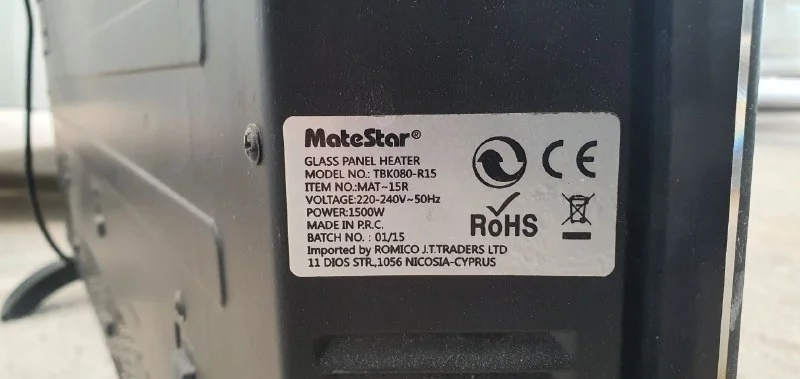 MateStar®
GLASS PANEL HEATER
MODEL NO.: TBK080-R15
ITEM NO.:MAT~15R
VOLTAGE:220-240V~50Hz
POWER:1500W
MADE IN P.R.C.
BATCH NO. : 01/15
Imported by ROMICO J.T.TRADERS LTD
11 DIOS STR.,1056 NICOSIA-CYPRUS
CE
RoHS